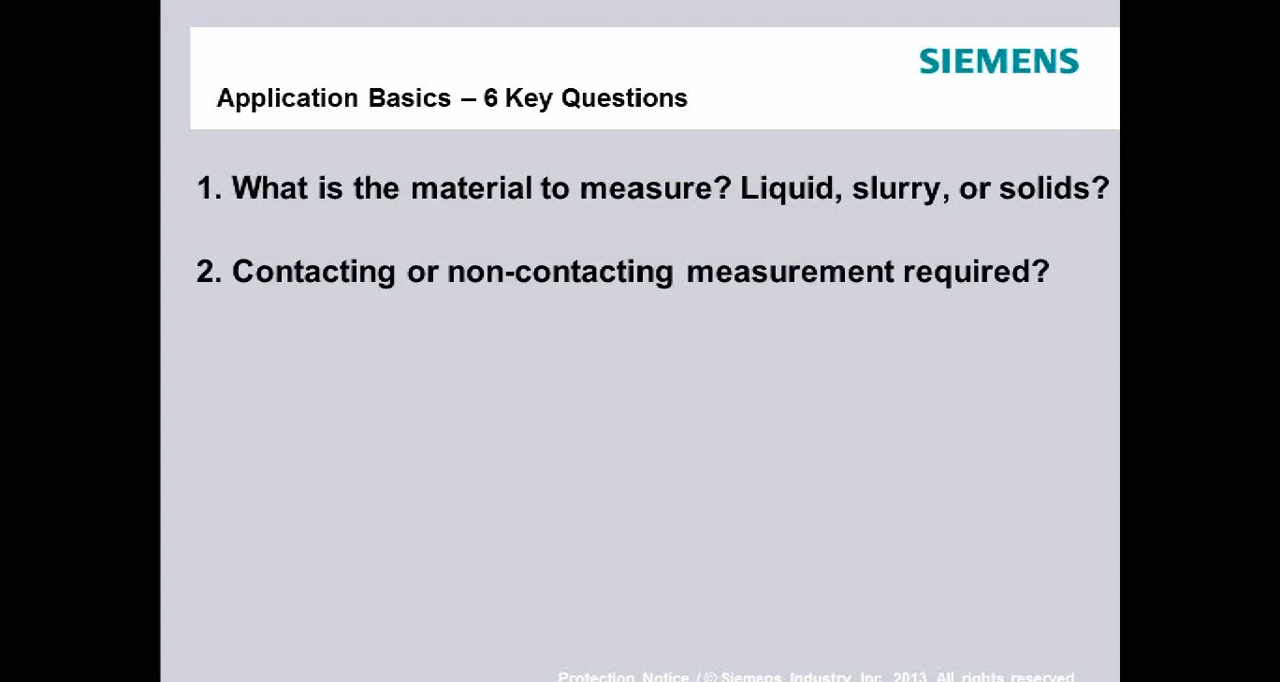 SIEMENS
Application Basics – 6 Key Questions
1. What is the material to measure? Liquid, slurry, or solids?
2. Contacting or non-contacting measurement required?
Protection Notice / © Siemens Industry, Inc. 2013. All rights reserved